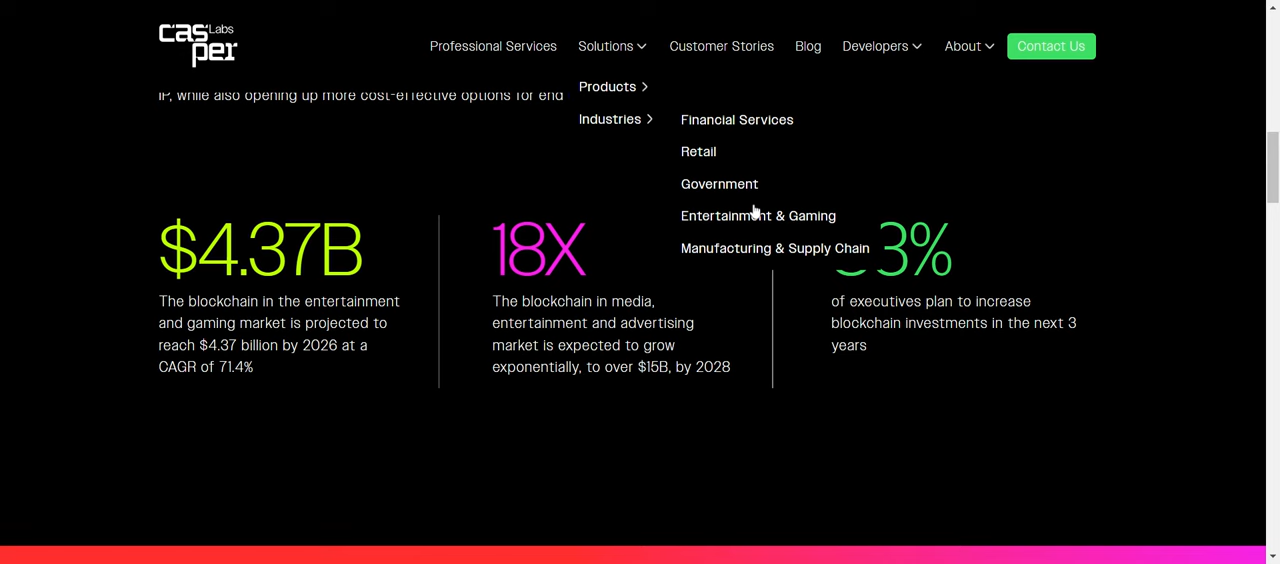 cas Labs
per
Professional Services
Solutions
Customer Stories
Blog
Developers
About
Contact Us
Products
Industries
Financial Services
Retail
Government
Entertainment & Gaming
Manufacturing & Supply Chain
IP, while also opening up more cost-effective options for end
$4.37B
The blockchain in the entertainment
and gaming market is projected to
reach $4.37 billion by 2026 at a
CAGR of 71.4%
18X
The blockchain in media,
entertainment and advertising
market is expected to grow
exponentially, to over $15B, by 2028
3%
of executives plan to increase
blockchain investments in the next 3
years